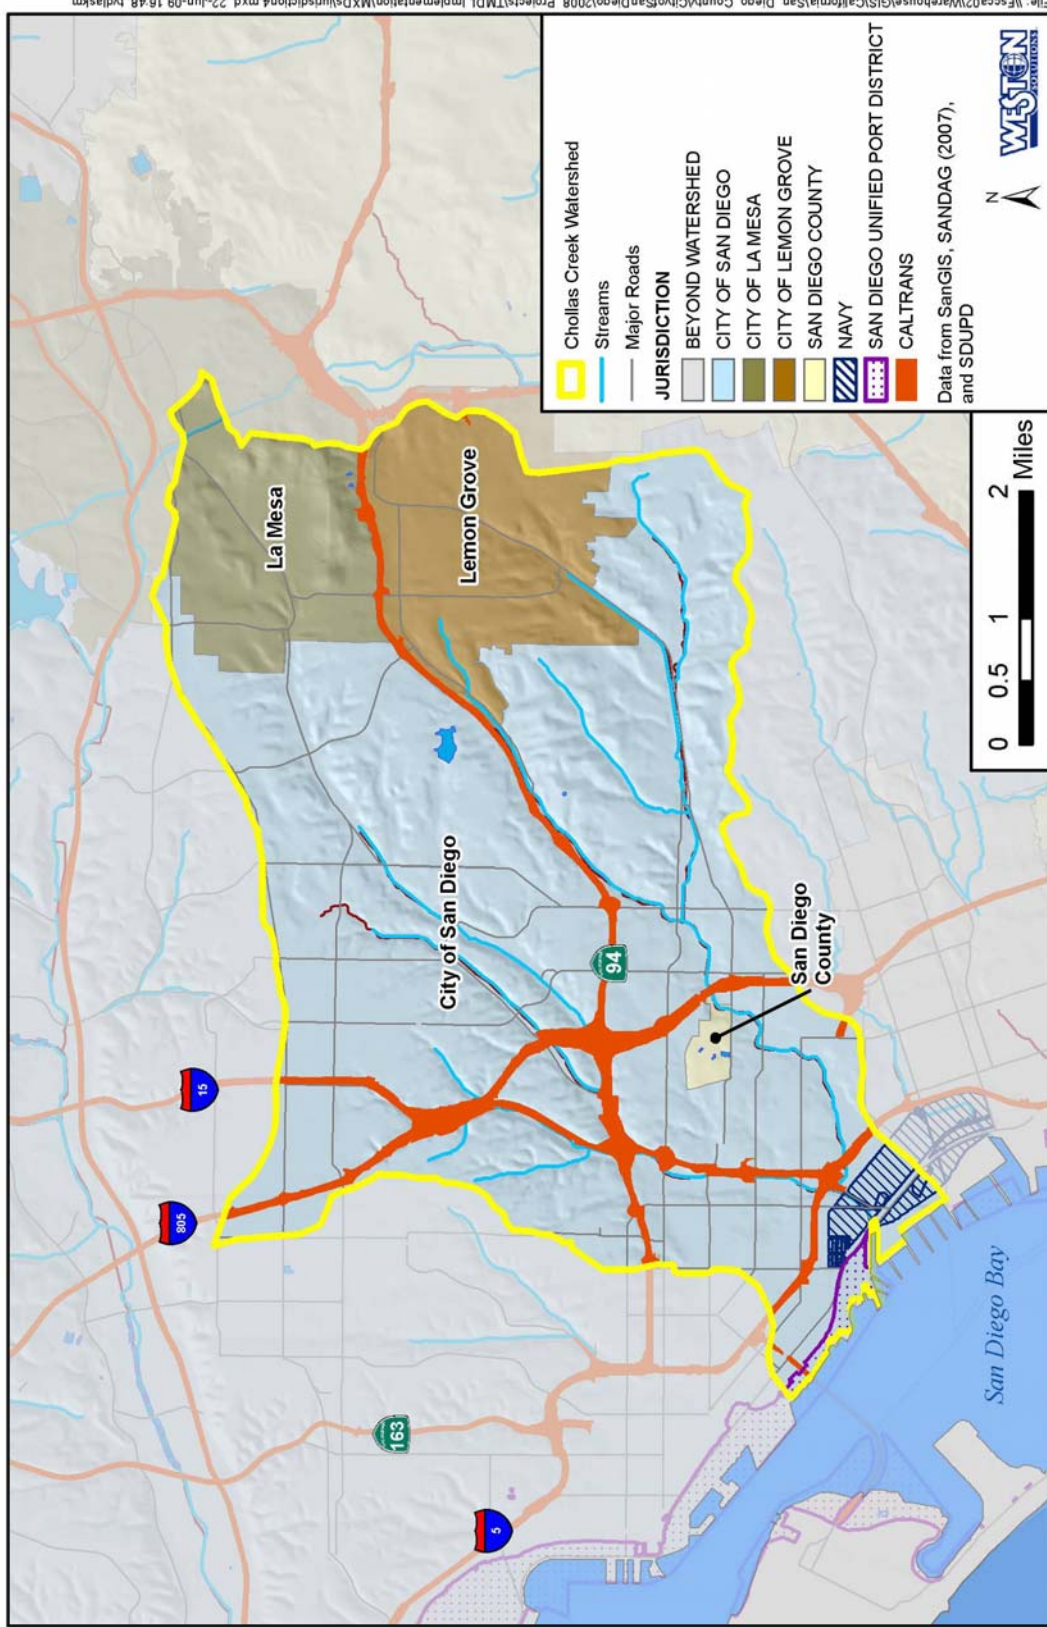 La Mesa
Lemon Grove
City of San Diego
San Diego
County
15
805
94
163
5
San Diego Bay
Chollas Creek Watershed
Streams
Major Roads
JURISDICTION
BEYOND WATERSHED
CITY OF SAN DIEGO
CITY OF LA MESA
CITY OF LEMON GROVE
SAN DIEGO COUNTY
NAVY
SAN DIEGO UNIFIED PORT DISTRICT
CALTRANS
Data from SanGIS, SANDAG (2007),
and SDUPD
N
WESTON
SOLUTIONS
0 0.5 1 2
Miles